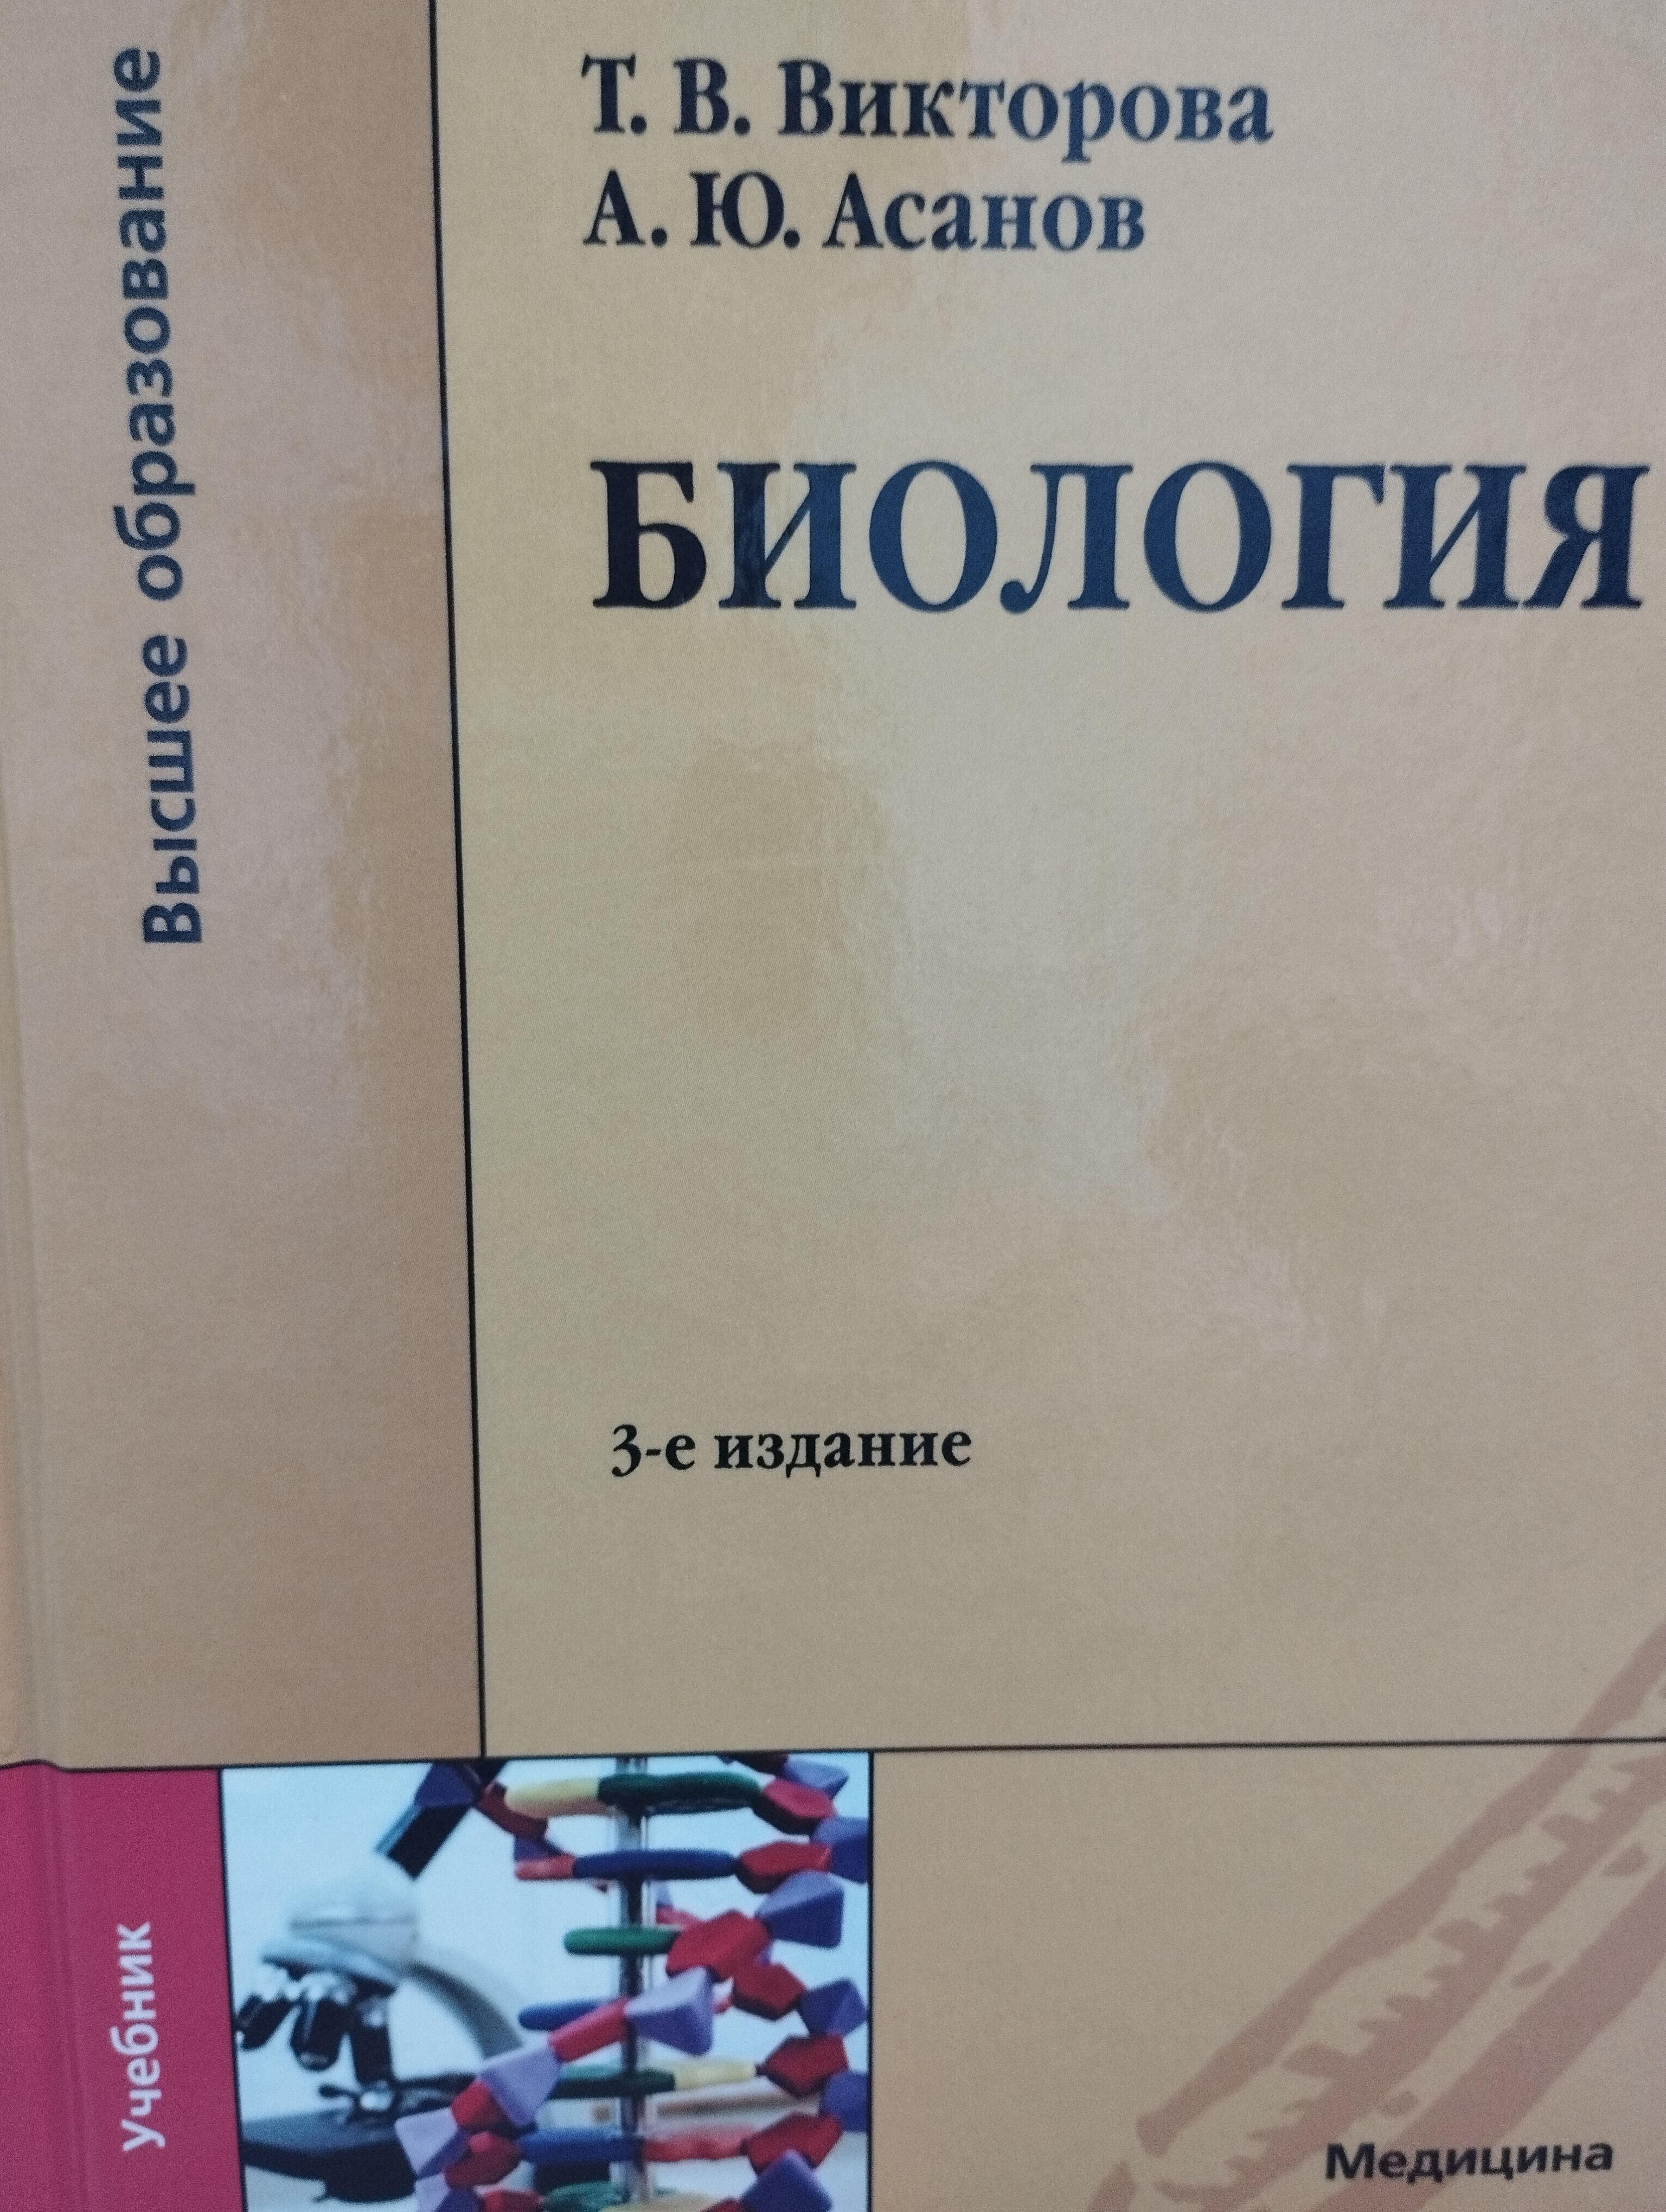 Высшее образование
Т. В. Викторова
А. Ю. Асанов
БИОЛОГИЯ
3-е издание
Учебник
Медицина